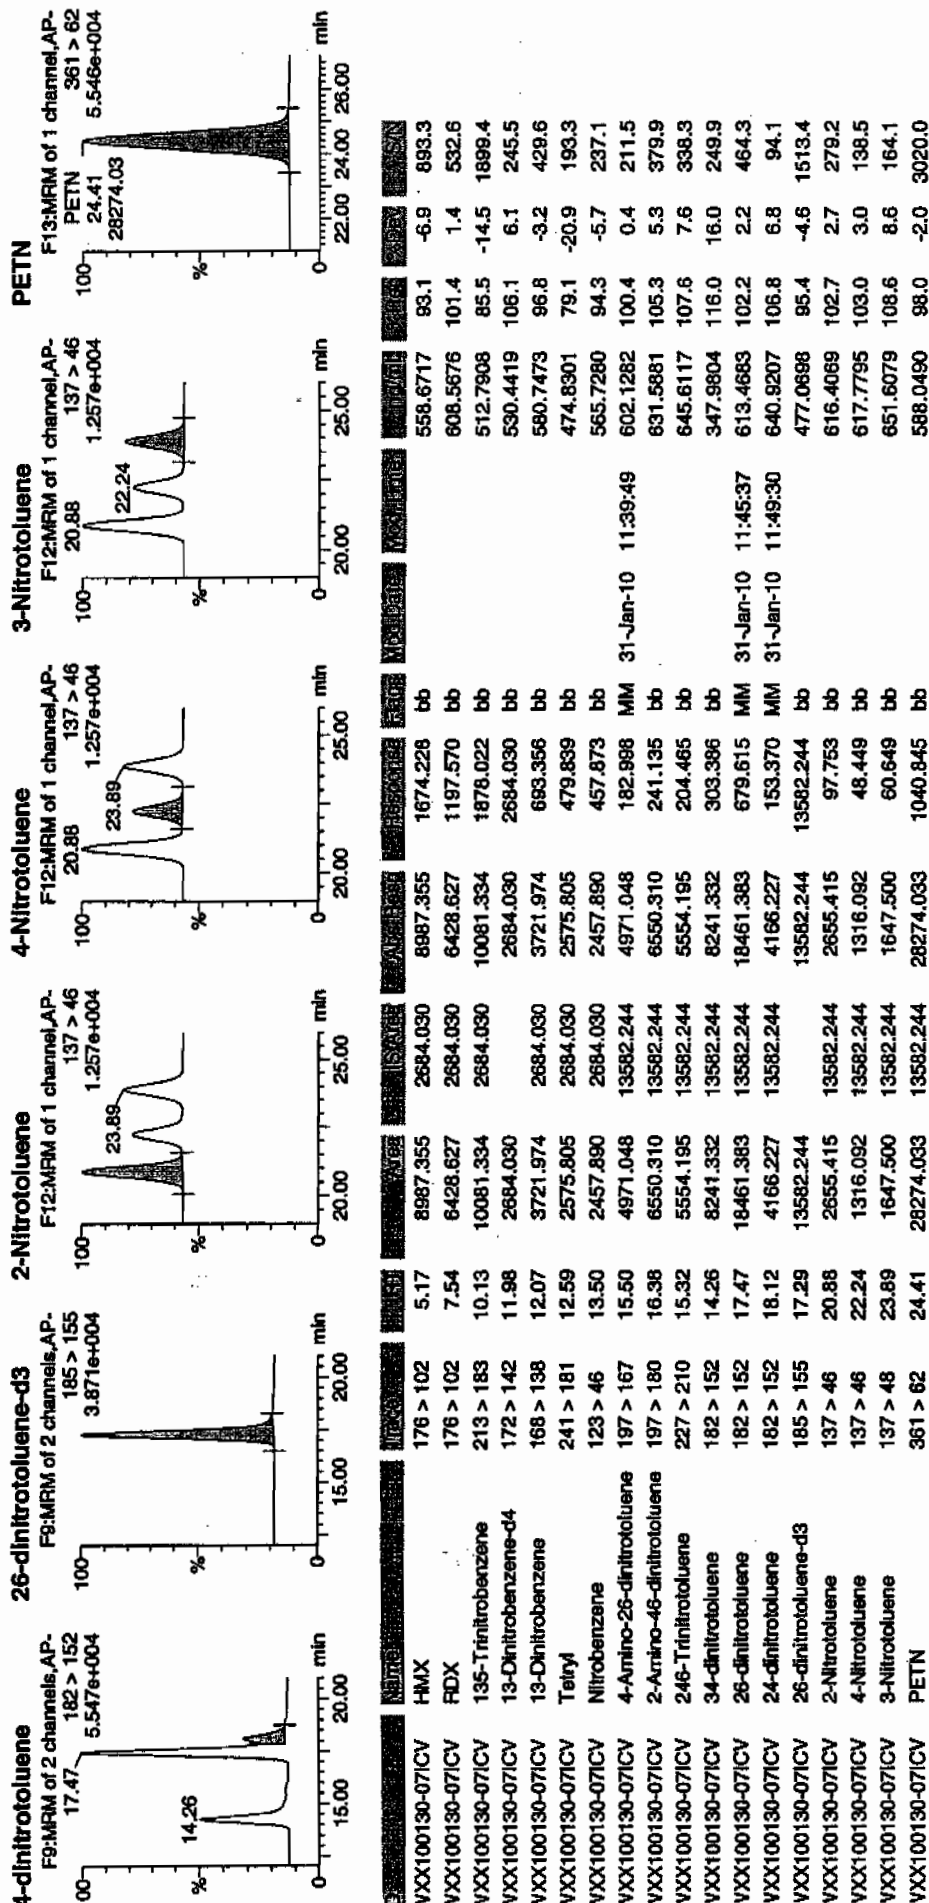 4-dinitrotoluene
F9:MRM of 2 channels,AP-
182 > 152
5.547e+004
17.47
14.26
00
%
0
15.00
20.00
min
26-dinitrotoluene-d3
F9:MRM of 2 channels,AP-
185 > 155
3.871e+004
100
%
0
15.00
20.00
min
2-Nitrotoluene
F12:MRM of 1 channel,AP-
137 > 46
1.257e+004
23.89
100
%
0
20.00
25.00
min
4-Nitrotoluene
F12:MRM of 1 channel,AP-
137 > 46
1.257e+004
20.88
23.89
100
%
0
20.00
25.00
min
3-Nitrotoluene
F12:MRM of 1 channel,AP-
137 > 46
1.257e+004
20.88
22.24
100
%
0
20.00
25.00
min
PETN
F13:MRM of 1 channel,AP-
361 > 62
5.546e+004
PETN
24.41
28274.03
100
%
0
22.00
24.00
26.00
min
Name
VXX100130-07ICV HMX 176 > 102 5.17 8987.355 2684.030 8987.355 1674.228 bb 558.6717 93.1 -6.9 893.3
VXX100130-07ICV RDX 176 > 102 7.54 6428.627 2684.030 6428.627 1197.570 bb 608.5676 101.4 1.4 532.6
VXX100130-07ICV 135-Trinitrobenzene 213 > 183 10.13 10081.334 2684.030 10081.334 1878.022 bb 512.7908 85.5 -14.5 1899.4
VXX100130-07ICV 13-Dinitrobenzene-d4 172 > 142 11.98 2684.030 2684.030 2684.030 bb 530.4419 106.1 6.1 245.5
VXX100130-07ICV 13-Dinitrobenzene 168 > 138 12.07 3721.974 2684.030 3721.974 693.356 bb 580.7473 96.8 -3.2 429.6
VXX100130-07ICV Tetryl 241 > 181 12.59 2575.805 2684.030 2575.805 479.839 bb 474.8301 79.1 -20.9 193.3
VXX100130-07ICV Nitrobenzene 123 > 46 13.50 2457.890 2684.030 2457.890 457.873 bb 565.7280 94.3 -5.7 237.1
VXX100130-07ICV 4-Amino-26-dinitrotoluene 197 > 167 15.50 4971.048 13582.244 4971.048 182.998 MM 31-Jan-10 11:39:49 602.1282 100.4 0.4 211.5
VXX100130-07ICV 2-Amino-46-dinitrotoluene 197 > 180 16.38 6550.310 13582.244 6550.310 241.135 bb 631.5881 105.3 5.3 379.9
VXX100130-07ICV 246-Trinitrotoluene 227 > 210 15.32 5554.195 13582.244 5554.195 204.465 bb 645.6117 107.6 7.6 338.3
VXX100130-07ICV 34-dinitrotoluene 182 > 152 14.26 8241.332 13582.244 8241.332 303.386 bb 347.9804 116.0 16.0 249.9
VXX100130-07ICV 26-dinitrotoluene 182 > 152 17.47 18461.383 13582.244 18461.383 679.615 MM 31-Jan-10 11:45:37 613.4683 102.2 2.2 464.3
VXX100130-07ICV 24-dinitrotoluene 182 > 152 18.12 4166.227 13582.244 4166.227 153.370 MM 31-Jan-10 11:49:30 640.9207 106.8 6.8 94.1
VXX100130-07ICV 26-dinitrotoluene-d3 185 > 155 17.29 13582.244 13582.244 13582.244 bb 477.0698 95.4 -4.6 1513.4
VXX100130-07ICV 2-Nitrotoluene 137 > 46 20.88 2655.415 13582.244 2655.415 97.753 bb 616.4069 102.7 2.7 279.2
VXX100130-07ICV 4-Nitrotoluene 137 > 46 22.24 1316.092 13582.244 1316.092 48.449 bb 617.7795 103.0 3.0 138.5
VXX100130-07ICV 3-Nitrotoluene 137 > 46 23.89 1647.500 13582.244 1647.500 60.649 bb 651.6079 108.6 8.6 164.1
VXX100130-07ICV PETN 361 > 62 24.41 28274.033 13582.244 28274.033 1040.845 bb 588.0490 98.0 -2.0 3020.0